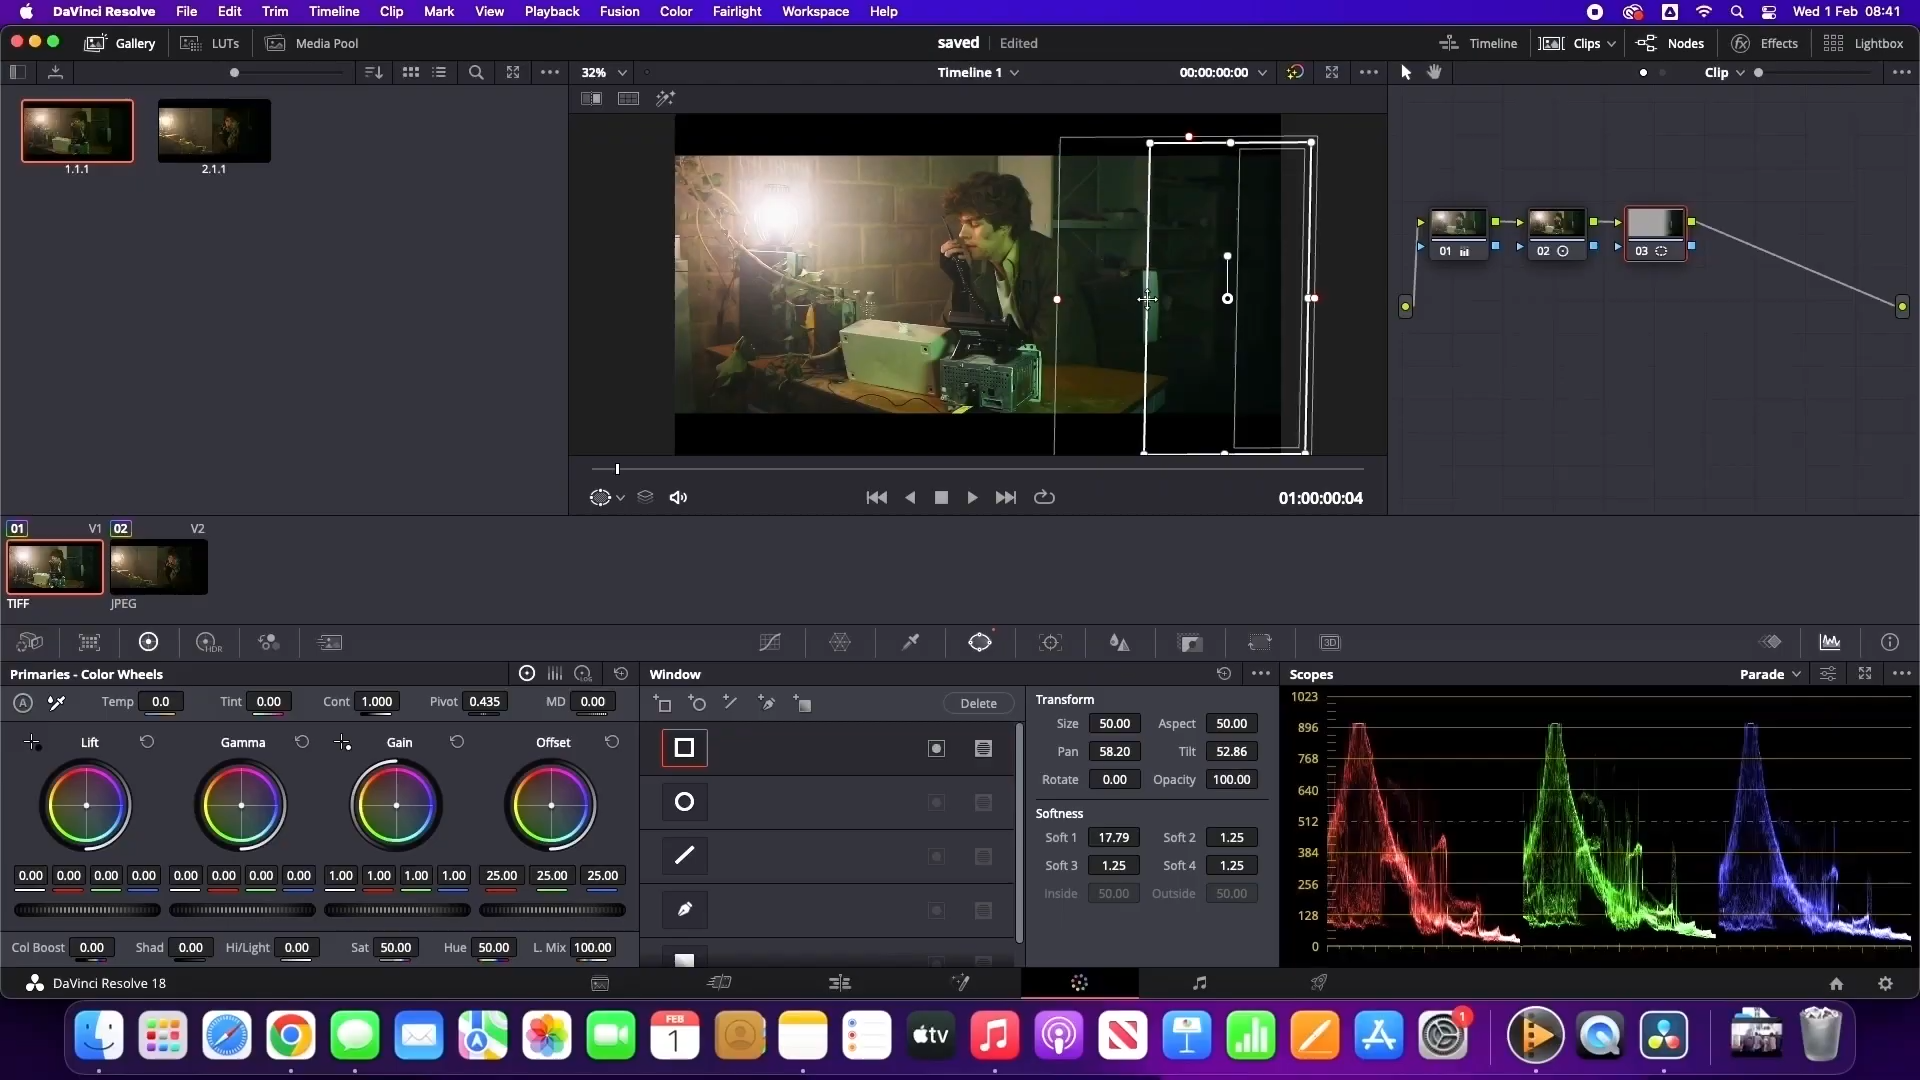 DaVinci Resolve File Edit Trim Timeline Clip Mark View Playback Fusion Color Fairlight Workspace Help Wed 1 Feb 08:41
Gallery LUTs Media Pool saved Edited Timeline Clips Nodes Effects Lightbox
32% Timeline 1 00:00:00:00 Clip
1.1.1 2.1.1
01 02 03
01:00:00:04
01 V1 02 V2
TIFF JPEG
HDR 3D
Primaries - Color Wheels LOG Window Scopes Parade
A Temp 0.0 Tint 0.00 Cont 1.000 Pivot 0.435 MD 0.00 Delete Transform
Lift Gamma Gain Offset
Size 50.00 Aspect 50.00
Pan 58.20 Tilt 52.86
Rotate 0.00 Opacity 100.00
Softness
Soft 1 17.79 Soft 2 1.25
Soft 3 1.25 Soft 4 1.25
Inside 50.00 Outside 50.00
1023
896
768
640
512
384
256
128
0
0.00 0.00 0.00 0.00 0.00 0.00 0.00 0.00 1.00 1.00 1.00 1.00 25.00 25.00 25.00
Col Boost 0.00 Shad 0.00 Hi/Light 0.00 Sat 50.00 Hue 50.00 L. Mix 100.00
DaVinci Resolve 18
FEB
1
tv
1